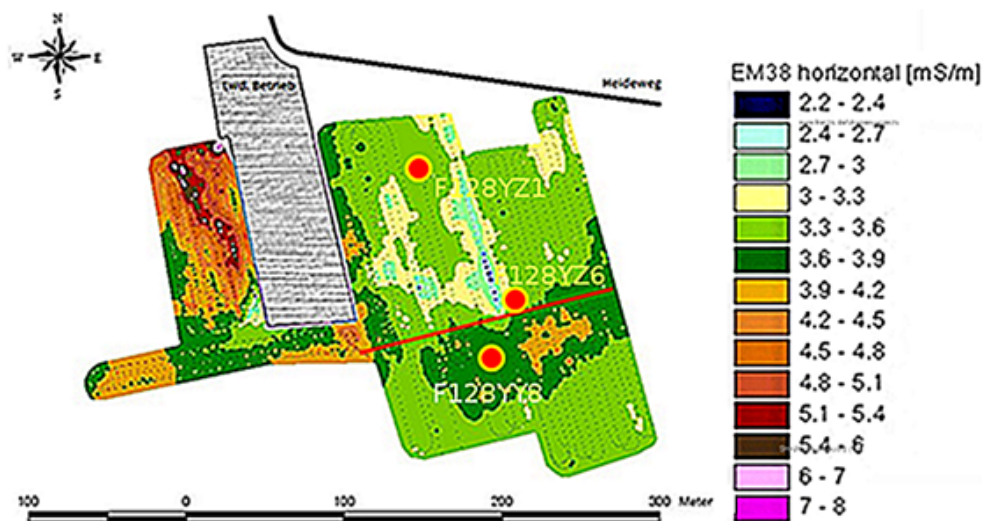 N
W
E
S
Heideweg
Ewd. Betrieb
F128YZ1
F128YZ6
F128YY8
EM38 horizontal [mS/m]
2.2 - 2.4
2.4 - 2.7
2.7 - 3
3 - 3.3
3.3 - 3.6
3.6 - 3.9
3.9 - 4.2
4.2 - 4.5
4.5 - 4.8
4.8 - 5.1
5.1 - 5.4
5.4 - 6
6 - 7
7 - 8
100 0 100 200 300 Meter